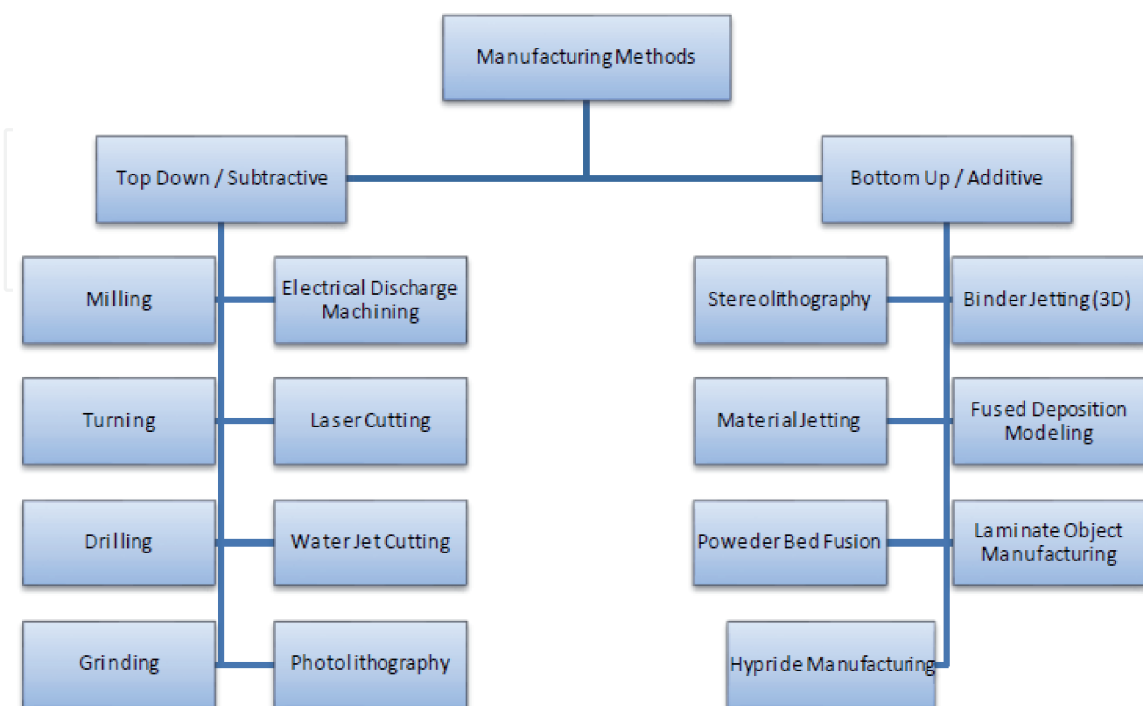 Manufacturing Methods
Top Down / Subtractive
Bottom Up / Additive
Milling
Electrical Discharge
Machining
Stereolithography
Binder Jetting (3D)
Turning
Laser Cutting
Material Jetting
Fused Deposition
Modeling
Drilling
Water Jet Cutting
Poweder Bed Fusion
Laminate Object
Manufacturing
Grinding
Photolithography
Hypride Manufacturing